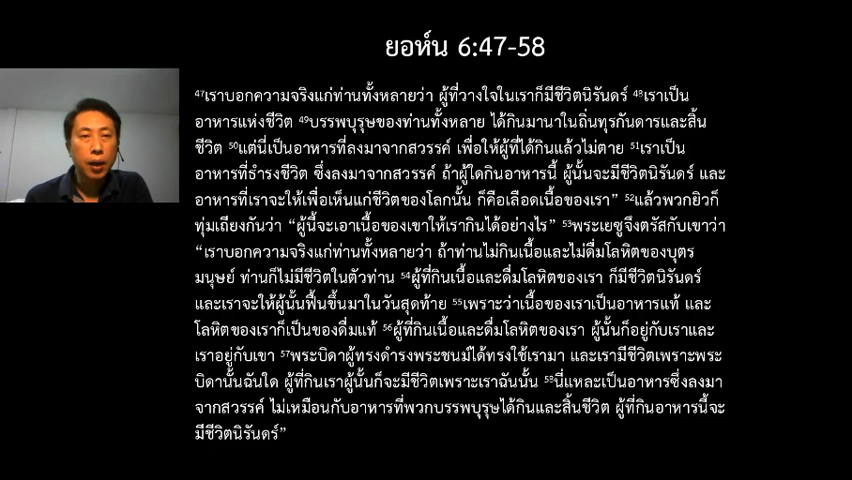 ยอห์น 6:47-58
⁴⁷เราบอกความจริงแก่ท่านทั้งหลายว่า ผู้ที่วางใจในเราก็มีชีวิตนิรันดร์ ⁴⁸เราเป็น
อาหารแห่งชีวิต ⁴⁹บรรพบุรุษของท่านทั้งหลาย ได้กินมานาในถิ่นทุรกันดารและสิ้น
ชีวิต ⁵⁰แต่นี่เป็นอาหารที่ลงมาจากสวรรค์ เพื่อให้ผู้ที่ได้กินแล้วไม่ตาย ⁵¹เราเป็น
อาหารที่ธำรงชีวิต ซึ่งลงมาจากสวรรค์ ถ้าผู้ใดกินอาหารนี้ ผู้นั้นจะมีชีวิตนิรันดร์ และ
อาหารที่เราจะให้เพื่อเห็นแก่ชีวิตของโลกนั้น ก็คือเลือดเนื้อของเรา” ⁵²แล้วพวกยิวก็
ทุ่มเถียงกันว่า “ผู้นี้จะเอาเนื้อของเขาให้เรากินได้อย่างไร” ⁵³พระเยซูจึงตรัสกับเขาว่า
“เราบอกความจริงแก่ท่านทั้งหลายว่า ถ้าท่านไม่กินเนื้อและไม่ดื่มโลหิตของบุตร
มนุษย์ ท่านก็ไม่มีชีวิตในตัวท่าน ⁵⁴ผู้ที่กินเนื้อและดื่มโลหิตของเรา ก็มีชีวิตนิรันดร์
และเราจะให้ผู้นั้นฟื้นขึ้นมาในวันสุดท้าย ⁵⁵เพราะว่าเนื้อของเราเป็นอาหารแท้ และ
โลหิตของเราก็เป็นของดื่มแท้ ⁵⁶ผู้ที่กินเนื้อและดื่มโลหิตของเรา ผู้นั้นก็อยู่กับเราและ
เราอยู่กับเขา ⁵⁷พระบิดาผู้ทรงดำรงพระชนม์ได้ทรงใช้เรามา และเรามีชีวิตเพราะพระ
บิดานั้นฉันใด ผู้ที่กินเราผู้นั้นก็จะมีชีวิตเพราะเราฉันนั้น ⁵⁸นี่แหละเป็นอาหารซึ่งลงมา
จากสวรรค์ ไม่เหมือนกับอาหารที่พวกบรรพบุรุษได้กินและสิ้นชีวิต ผู้ที่กินอาหารนี้จะ
มีชีวิตนิรันดร์”